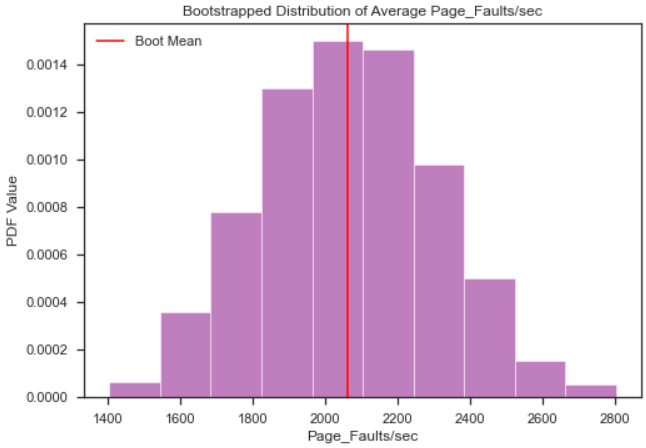 Bootstrapped Distribution of Average Page_Faults/sec
Boot Mean
PDF Value
0.0014
0.0012
0.0010
0.0008
0.0006
0.0004
0.0002
0.0000
1400 1600 1800 2000 2200 2400 2600 2800
Page_Faults/sec